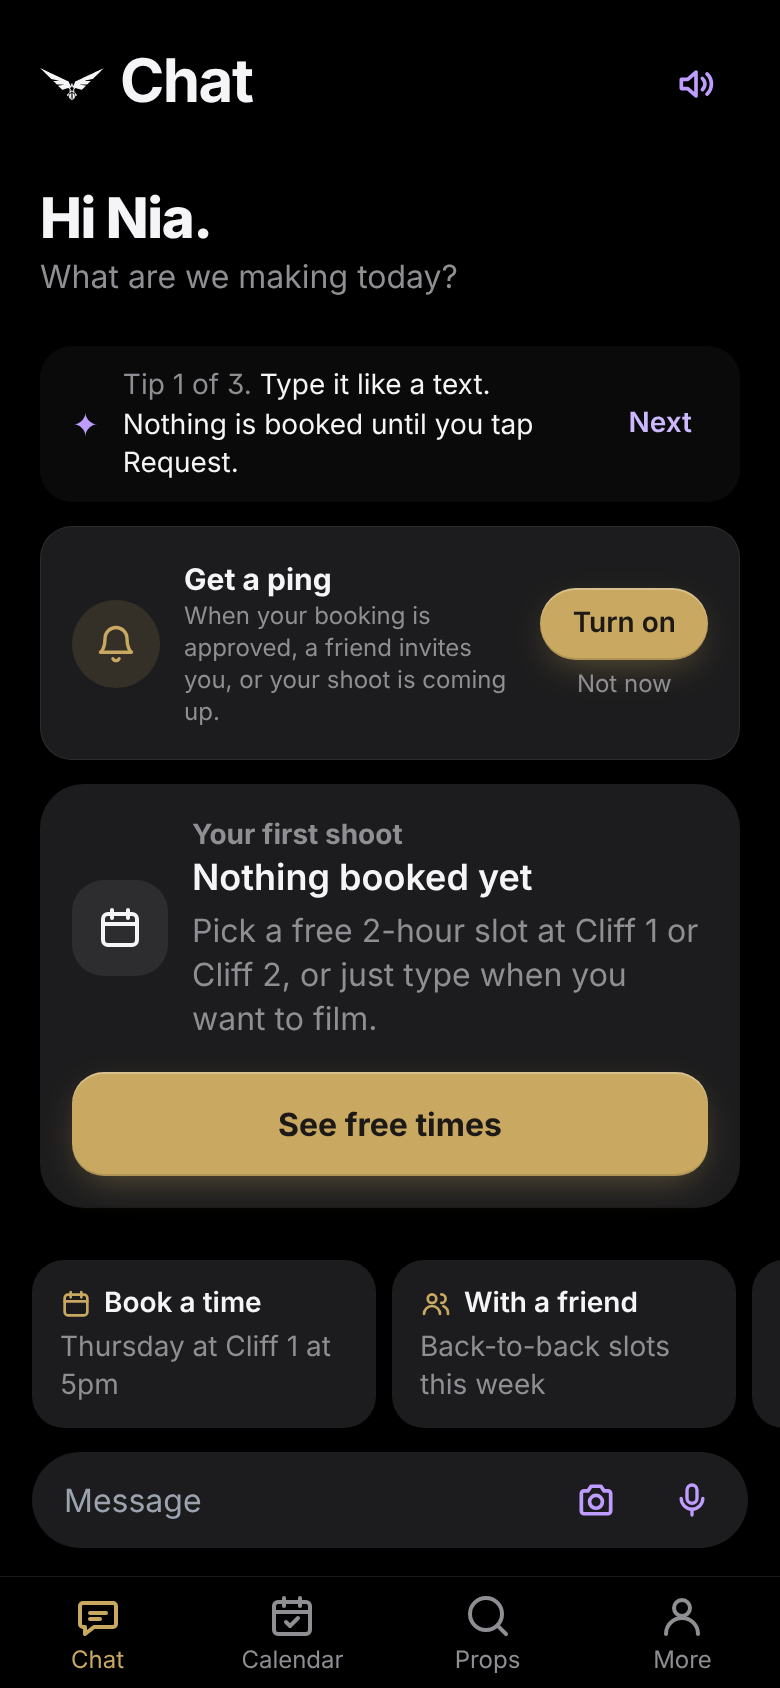 Chat
Hi Nia.
What are we making today?
Tip 1 of 3. Type it like a text.
Nothing is booked until you tap
Request.
Next
Get a ping
When your booking is
approved, a friend invites
you, or your shoot is coming
up.
Turn on
Not now
Your first shoot
Nothing booked yet
Pick a free 2-hour slot at Cliff 1 or
Cliff 2, or just type when you
want to film.
See free times
Book a time
Thursday at Cliff 1 at
5pm
With a friend
Back-to-back slots
this week
Message
Chat
Calendar
Props
More